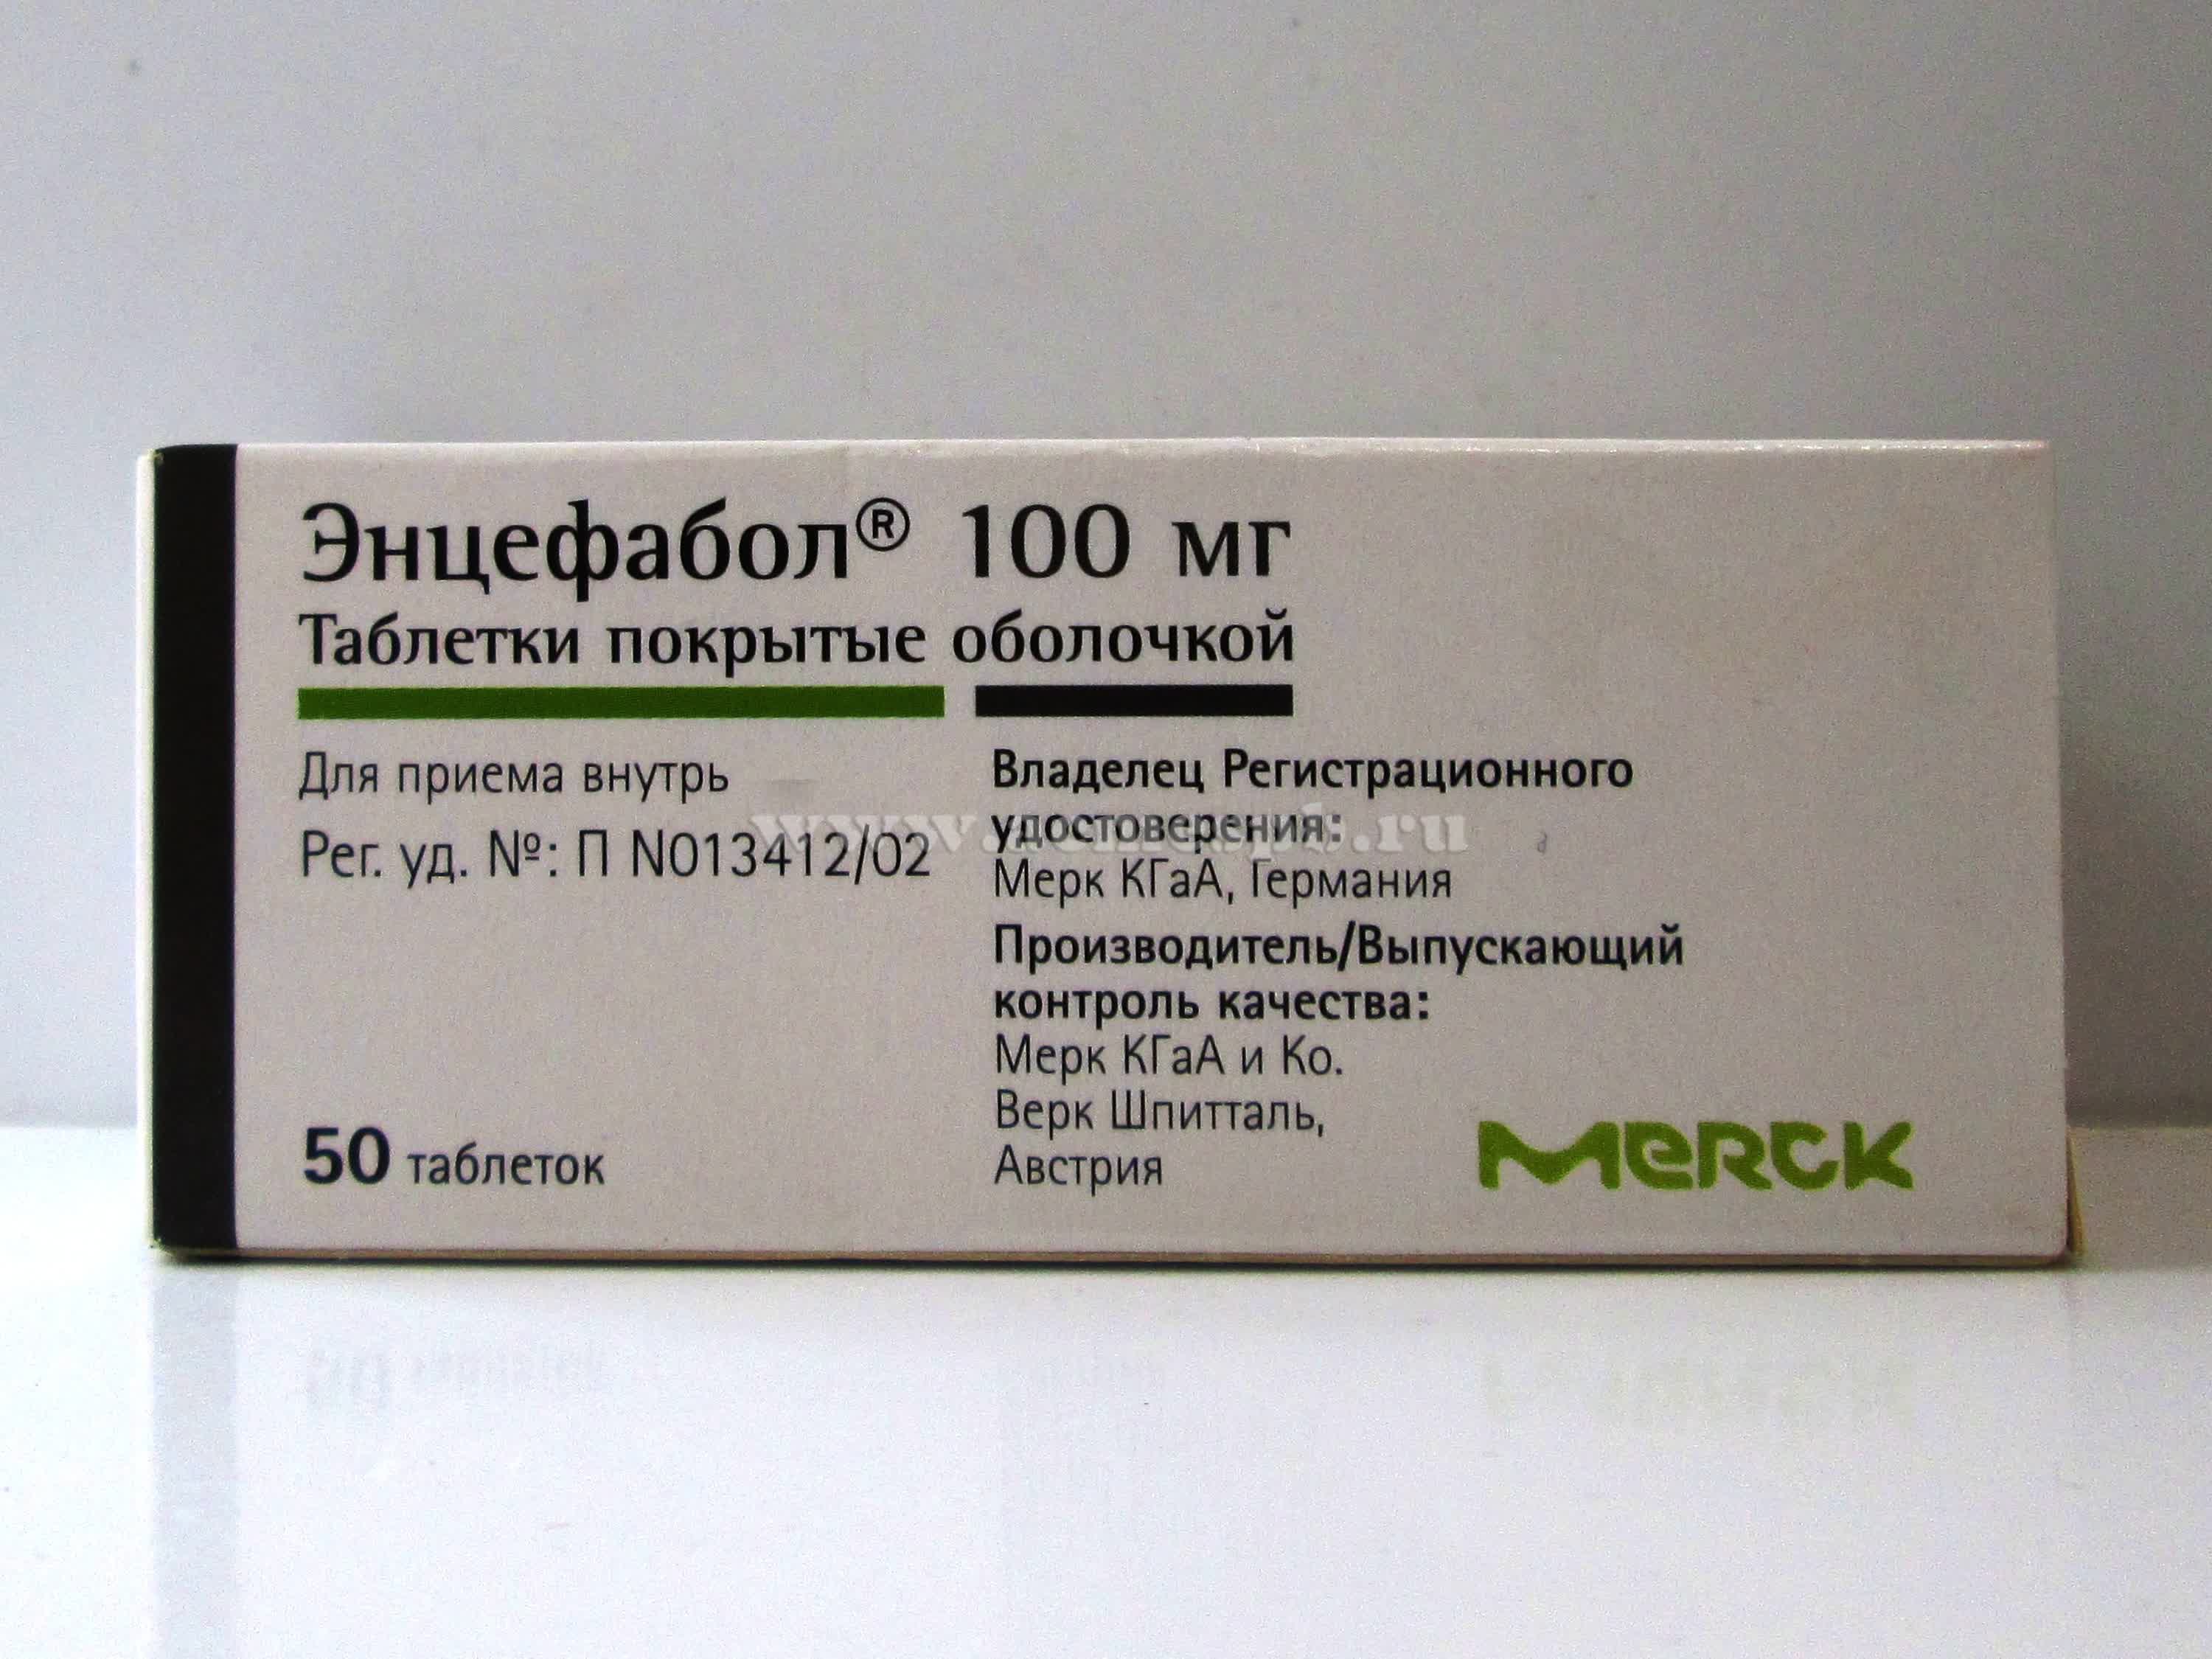 Энцефабол® 100 мг
Таблетки покрытые оболочкой
Для приема внутрь
Рег. уд. №: П N013412/02
50 таблеток
Владелец Регистрационного
удостоверения:
Мерк КГаА, Германия
Производитель/Выпускающий
контроль качества:
Мерк КГаА и Ко.
Верк Шпитталь,
Австрия
MERCK